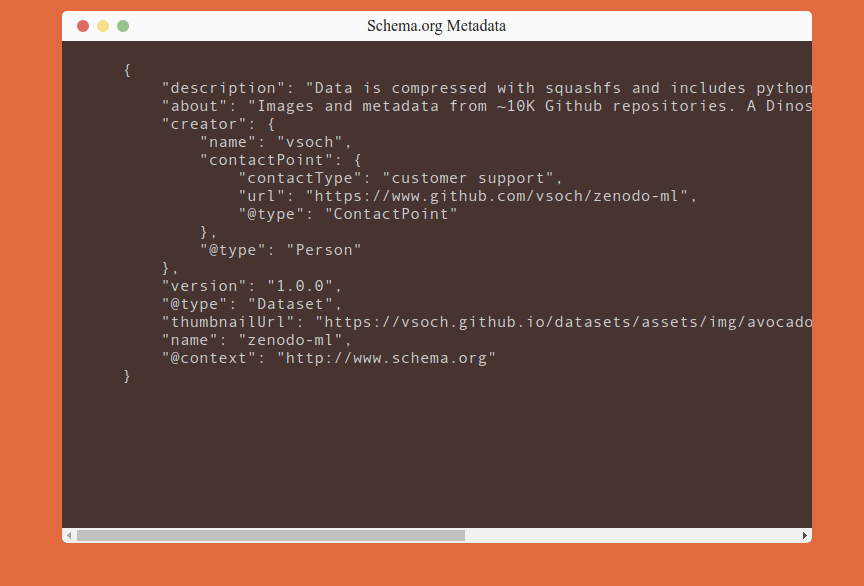 Schema.org Metadata
{
"description": "Data is compressed with squashfs and includes python
"about": "Images and metadata from ~10K Github repositories. A Dinos
"creator": {
"name": "vsoch",
"contactPoint": {
"contactType": "customer support",
"url": "https://www.github.com/vsoch/zenodo-ml",
"@type": "ContactPoint"
},
"@type": "Person"
},
"version": "1.0.0",
"@type": "Dataset",
"thumbnailUrl": "https://vsoch.github.io/datasets/assets/img/avocado
"name": "zenodo-ml",
"@context": "http://www.schema.org"
}